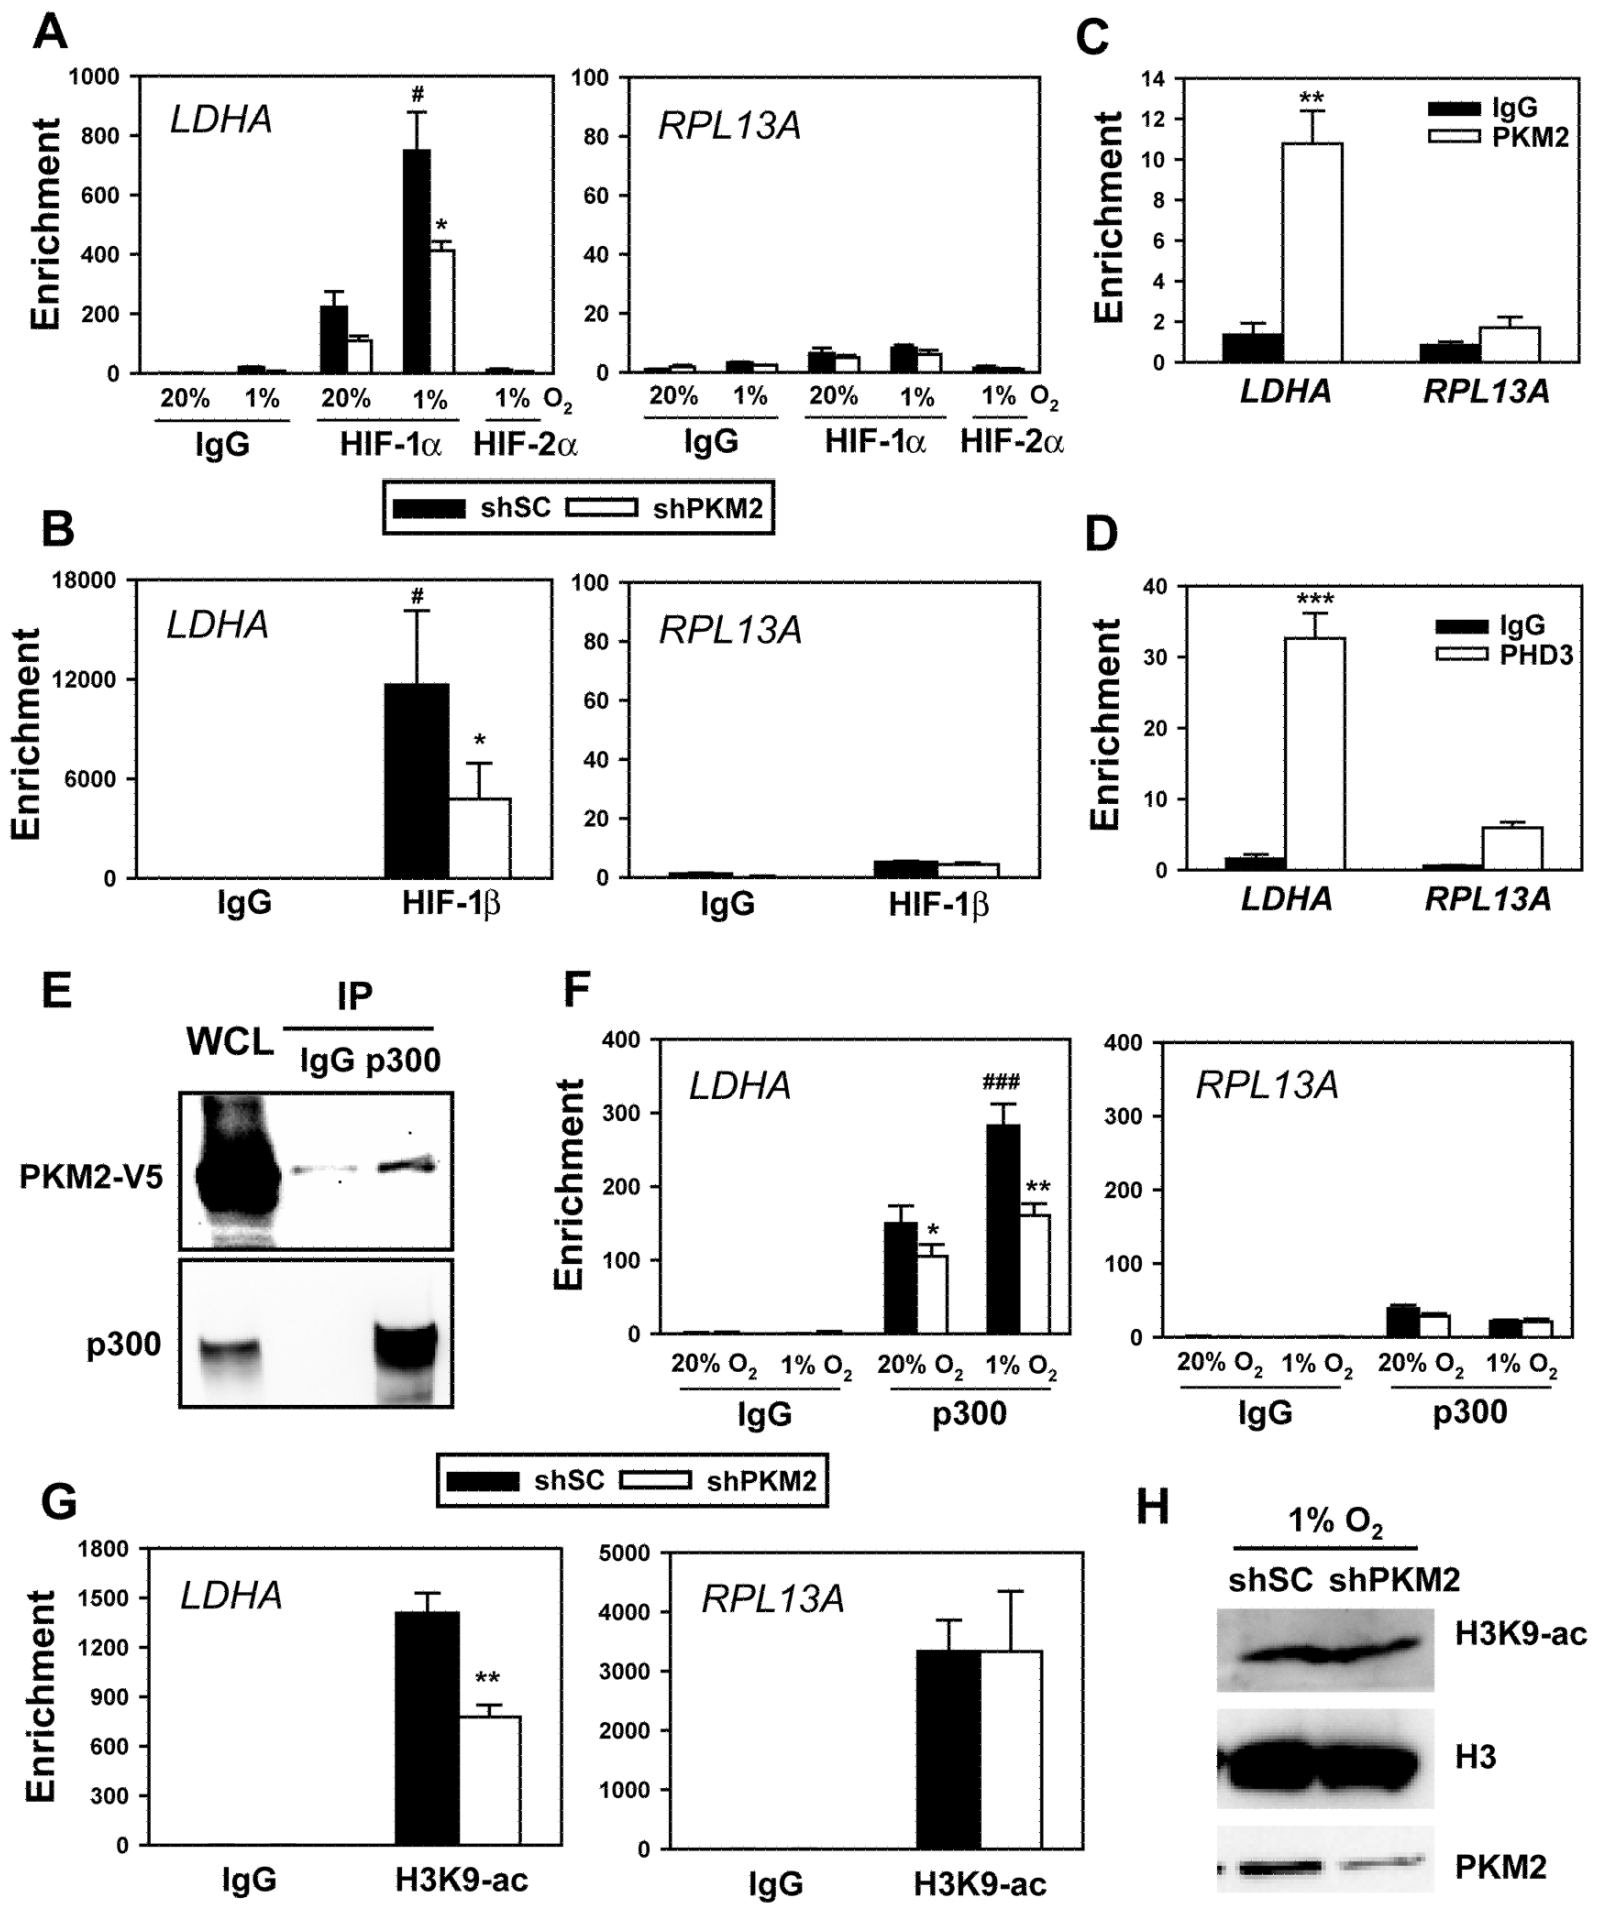 A
1000
800
600
400
200
0
Enrichment
LDHA
#
*
20% 1% 20% 1% 1% O2
IgG HIF-1α HIF-2α
100
80
60
40
20
0
RPL13A
20% 1% 20% 1% 1% O2
IgG HIF-1α HIF-2α
C
14
12
10
8
6
4
2
0
Enrichment
**
IgG
PKM2
LDHA RPL13A
shSC shPKM2
B
18000
12000
6000
0
Enrichment
LDHA
#
*
IgG HIF-1β
100
80
60
40
20
0
RPL13A
IgG HIF-1β
D
40
30
20
10
0
Enrichment
***
IgG
PHD3
LDHA RPL13A
E
IP
WCL
IgG p300
PKM2-V5
p300
F
400
300
200
100
0
Enrichment
LDHA
*
###
**
20% O2 1% O2 20% O2 1% O2
IgG p300
400
300
200
100
0
RPL13A
20% O2 1% O2 20% O2 1% O2
IgG p300
shSC shPKM2
G
1800
1500
1200
900
600
300
0
Enrichment
LDHA
**
IgG H3K9-ac
5000
4000
3000
2000
1000
0
RPL13A
IgG H3K9-ac
H
1% O2
shSC shPKM2
H3K9-ac
H3
PKM2